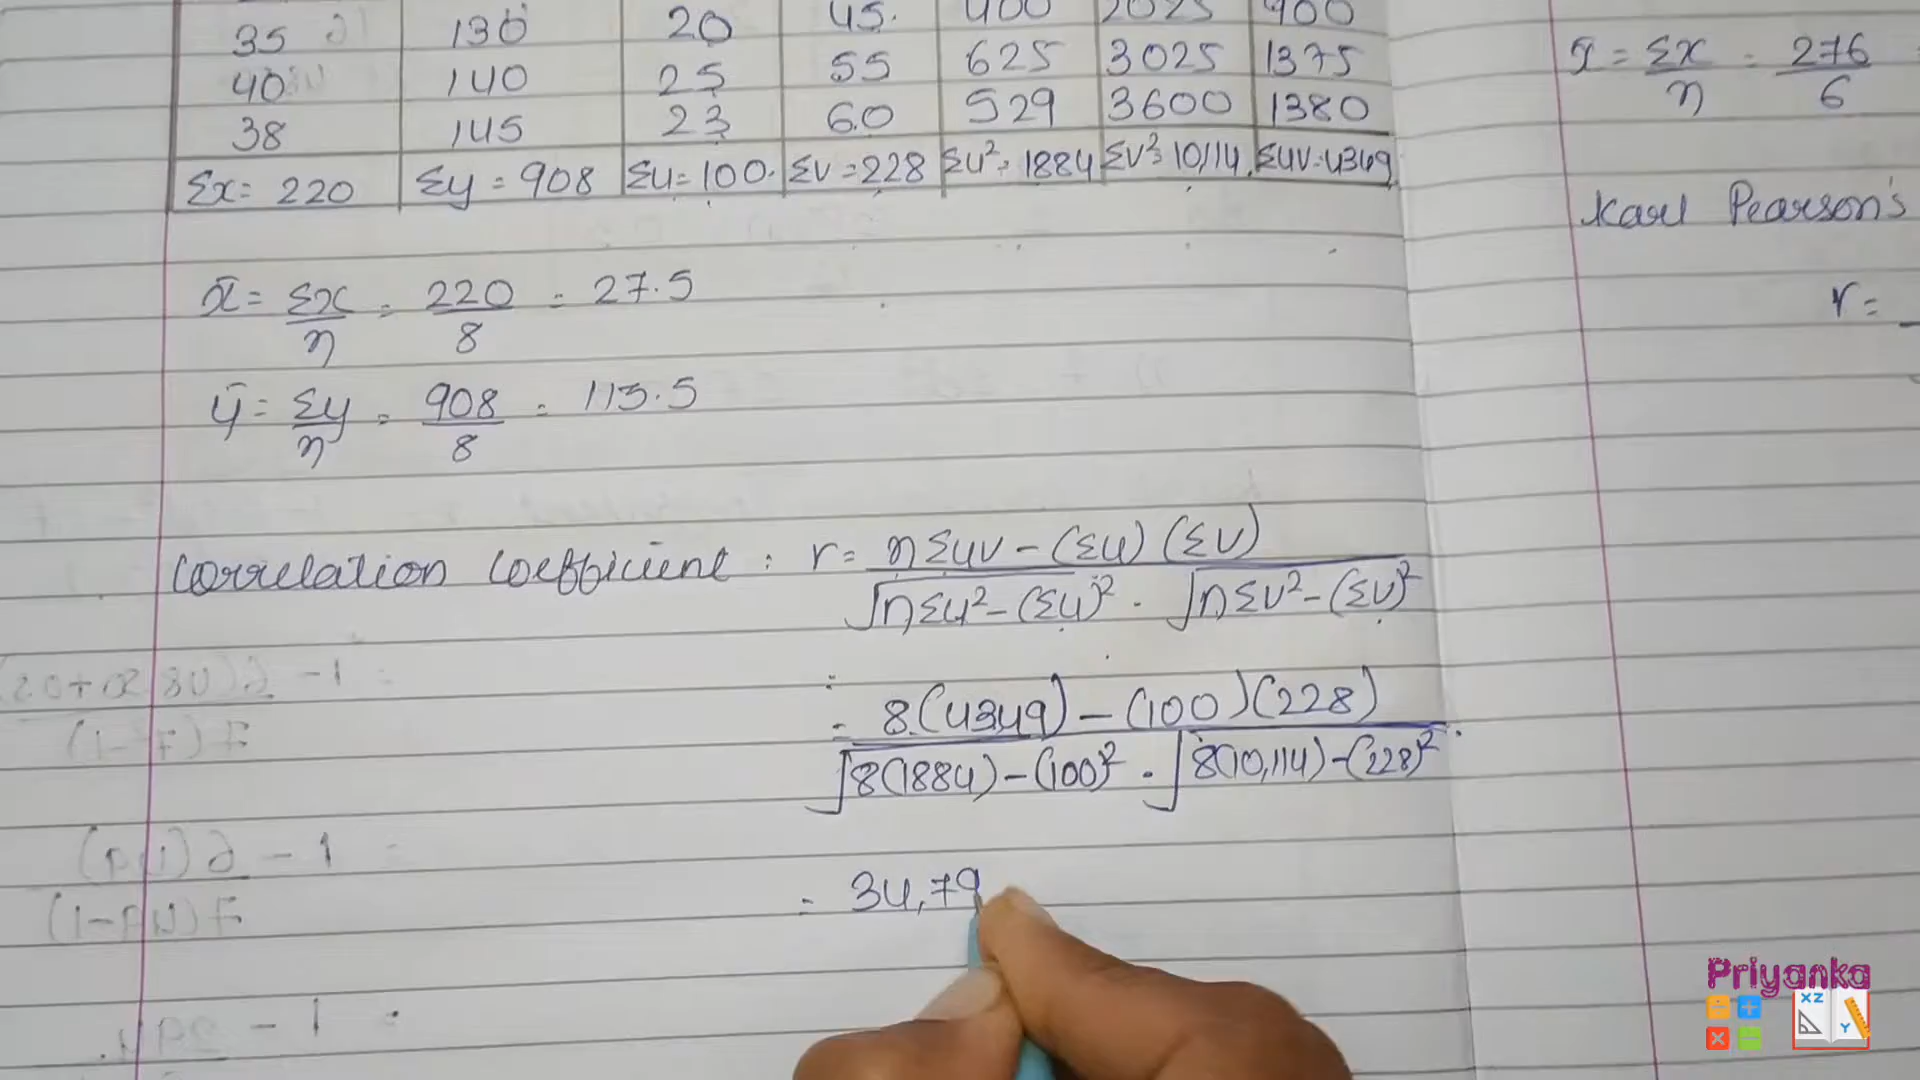 35 130 20 45. 400 2025 900
40 140 25 55 625 3025 1375
38 145 23 60 529 3600 1380
Σx= 220 Σy = 908 Σu=100. Σv=228 Σu²=1884 Σv²=10,114. Σuv=4349
x̄= Σx/n = 220/8 = 27.5
ȳ= Σy/n = 908/8 = 113.5
Correlation Coefficient : r= nΣuv - (Σu) (Σv) / √nΣu²-(Σu)² · √nΣv²-(Σv)²
= 8(4349) - (100)(228) / √8(1884)-(100)² · √8(10,114)-(228)²
= 34,79
x̄ = Σx/n = 276/6
Karl Pearson's
r=
Priyanka
XZ
Y